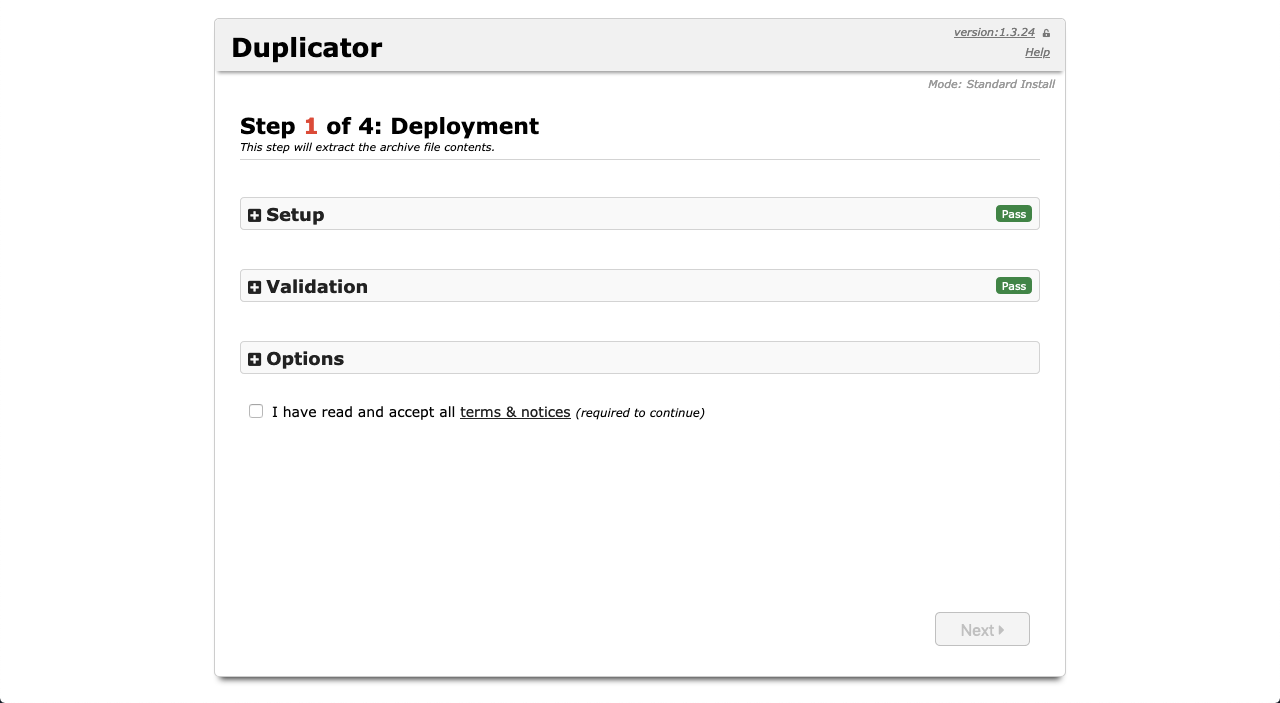 Duplicator
version:1.3.24
Help
Mode: Standard Install
Step 1 of 4: Deployment
This step will extract the archive file contents.
Setup
Pass
Validation
Pass
Options
I have read and accept all terms & notices (required to continue)
Next